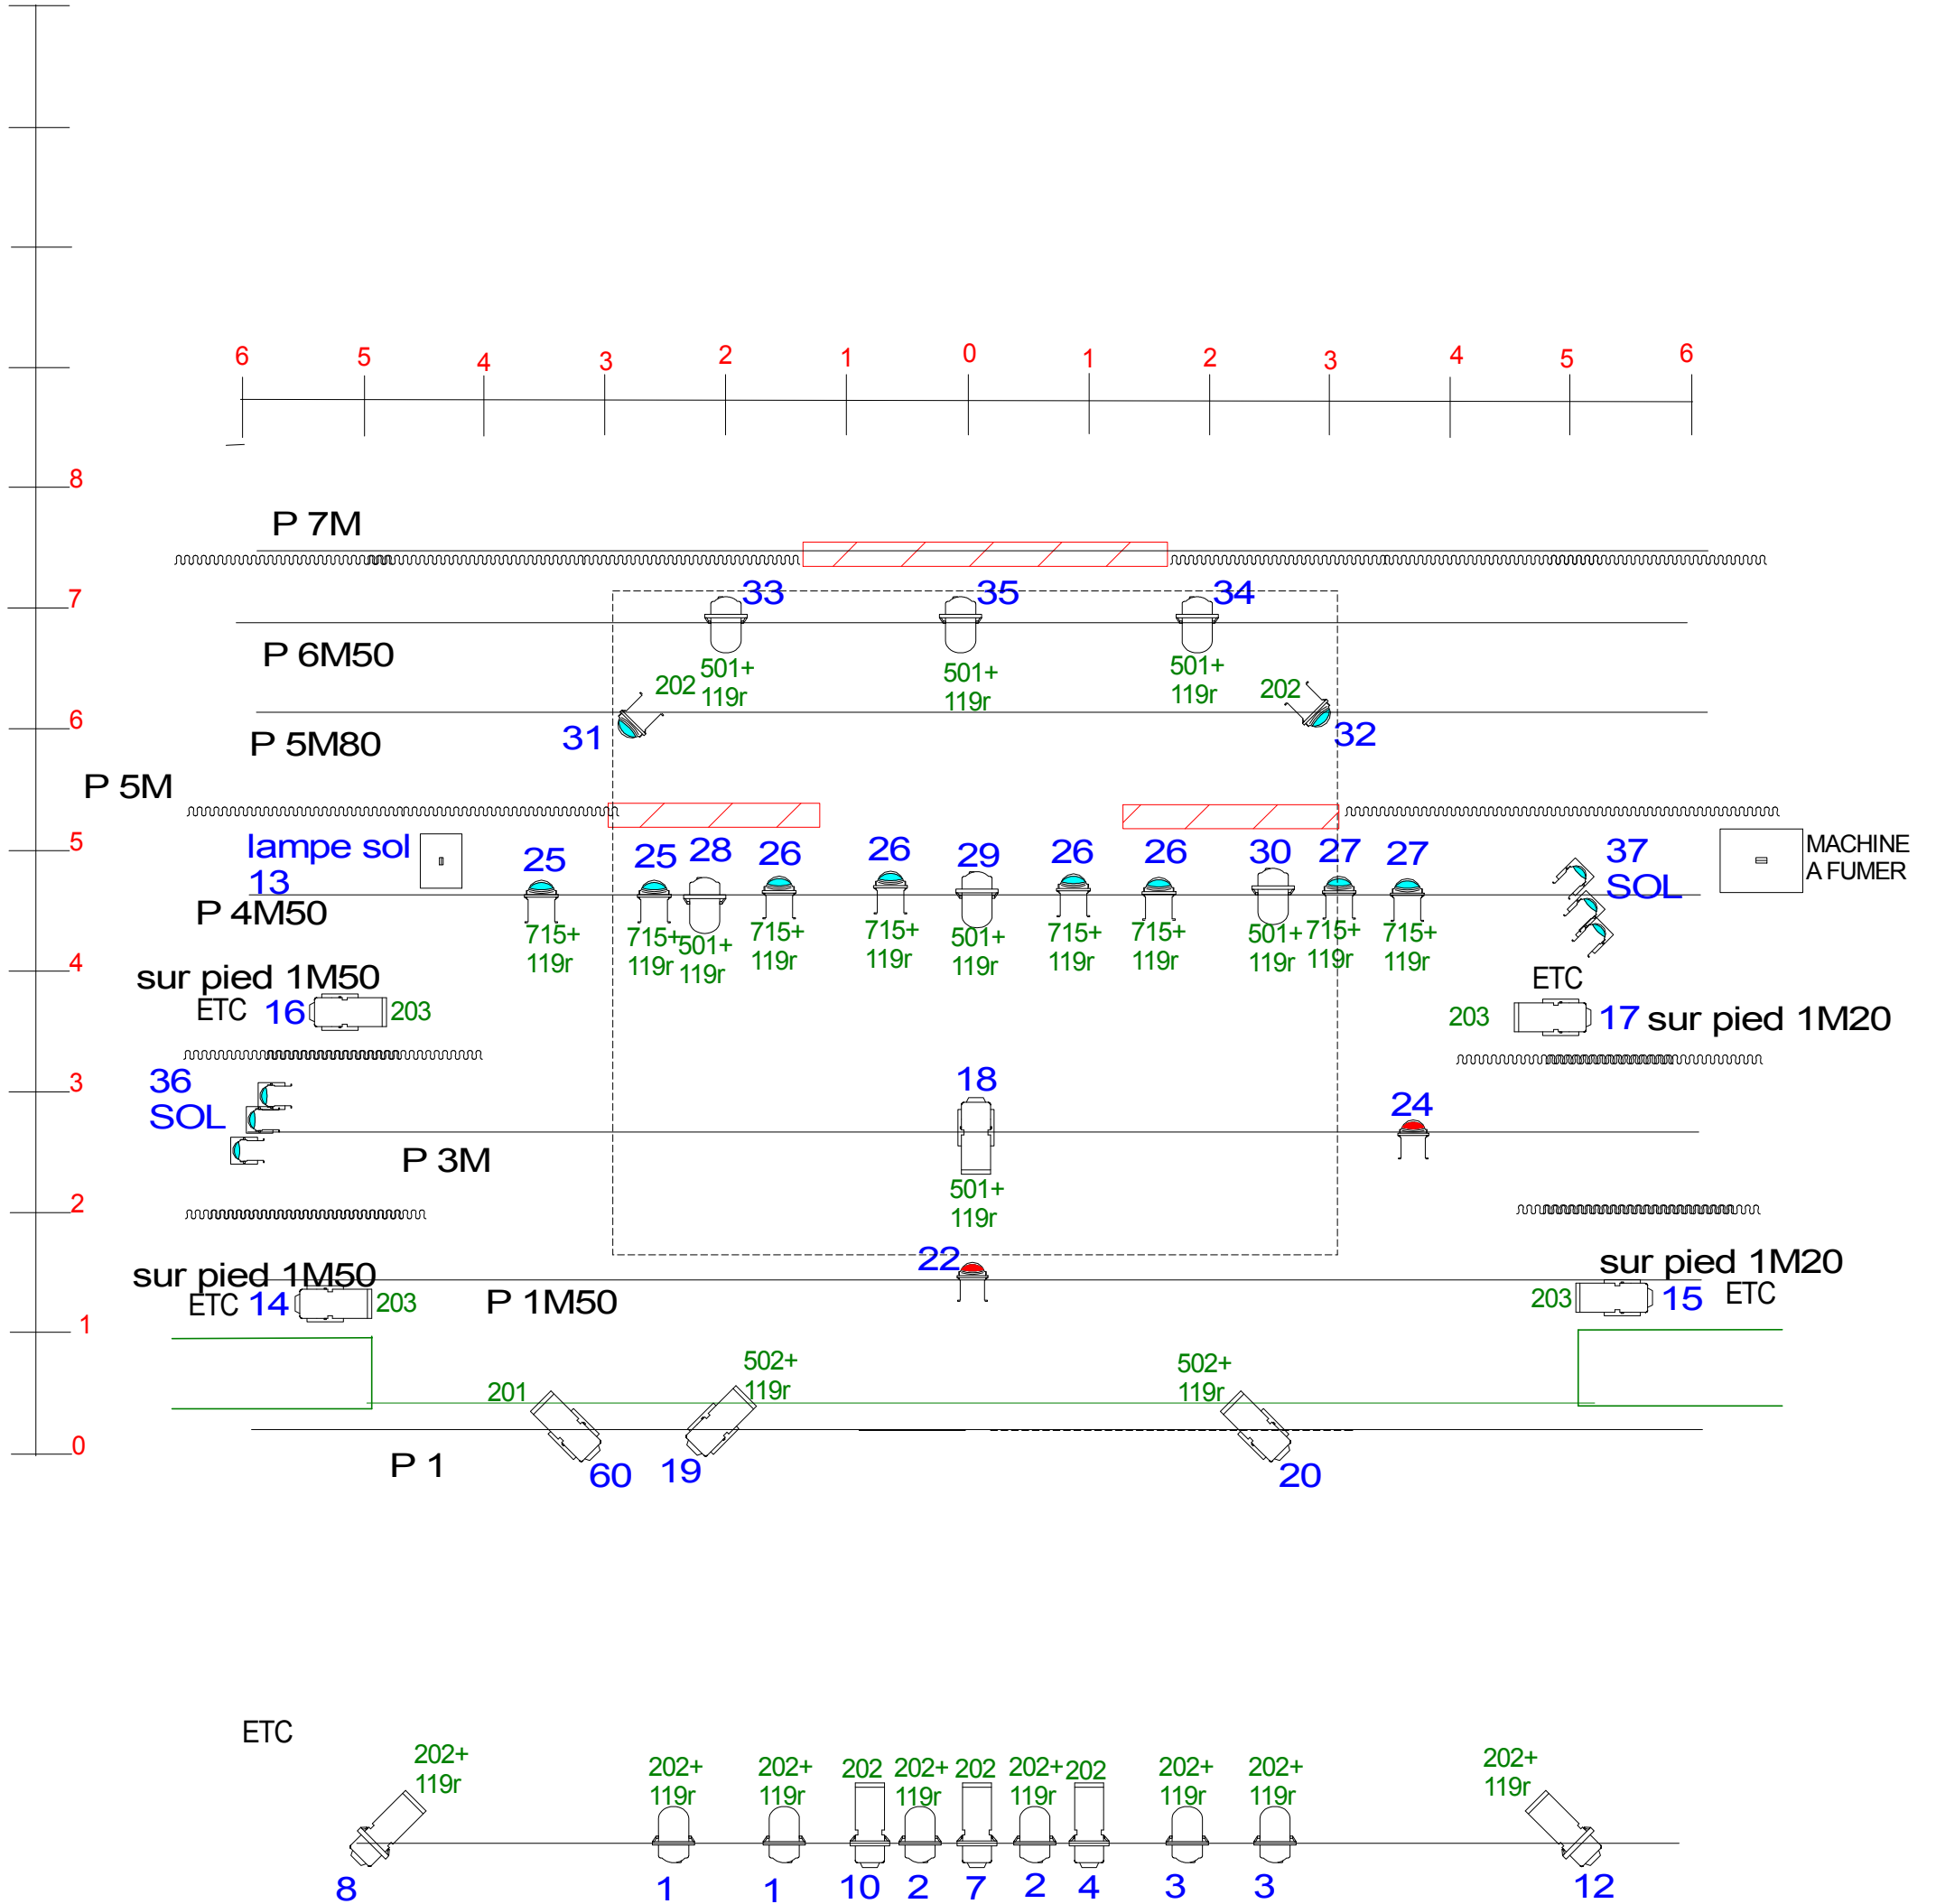 6 5 4 3 2 1 0 1 2 3 4 5 6
8
P 7M
7
33 35 34
P 6M50
501+ 501+ 501+
119r 119r 119r
202 202
6
31 32
P 5M80
P 5M
5
lampe sol
13
25 25 28 26 26 29 26 26 30 27 27
37
SOL
MACHINE
A FUMER
P 4M50
715+ 715+ 501+ 715+ 715+ 501+ 715+ 715+ 501+ 715+ 715+
119r 119r 119r 119r 119r 119r 119r 119r 119r 119r 119r
4
sur pied 1M50
ETC 16 203
ETC
203 17 sur pied 1M20
3
36
SOL
18
24
P 3M
501+
119r
2
22
sur pied 1M50
ETC 14 203
P 1M50
sur pied 1M20
203 15 ETC
1
502+ 502+
119r 119r
201
0
P 1
60 19 20
ETC
202+ 202+ 202+ 202 202+ 202 202+ 202 202+ 202+ 202+
119r 119r 119r 119r 119r 119r 119r 119r
8 1 1 10 2 7 2 4 3 3 12